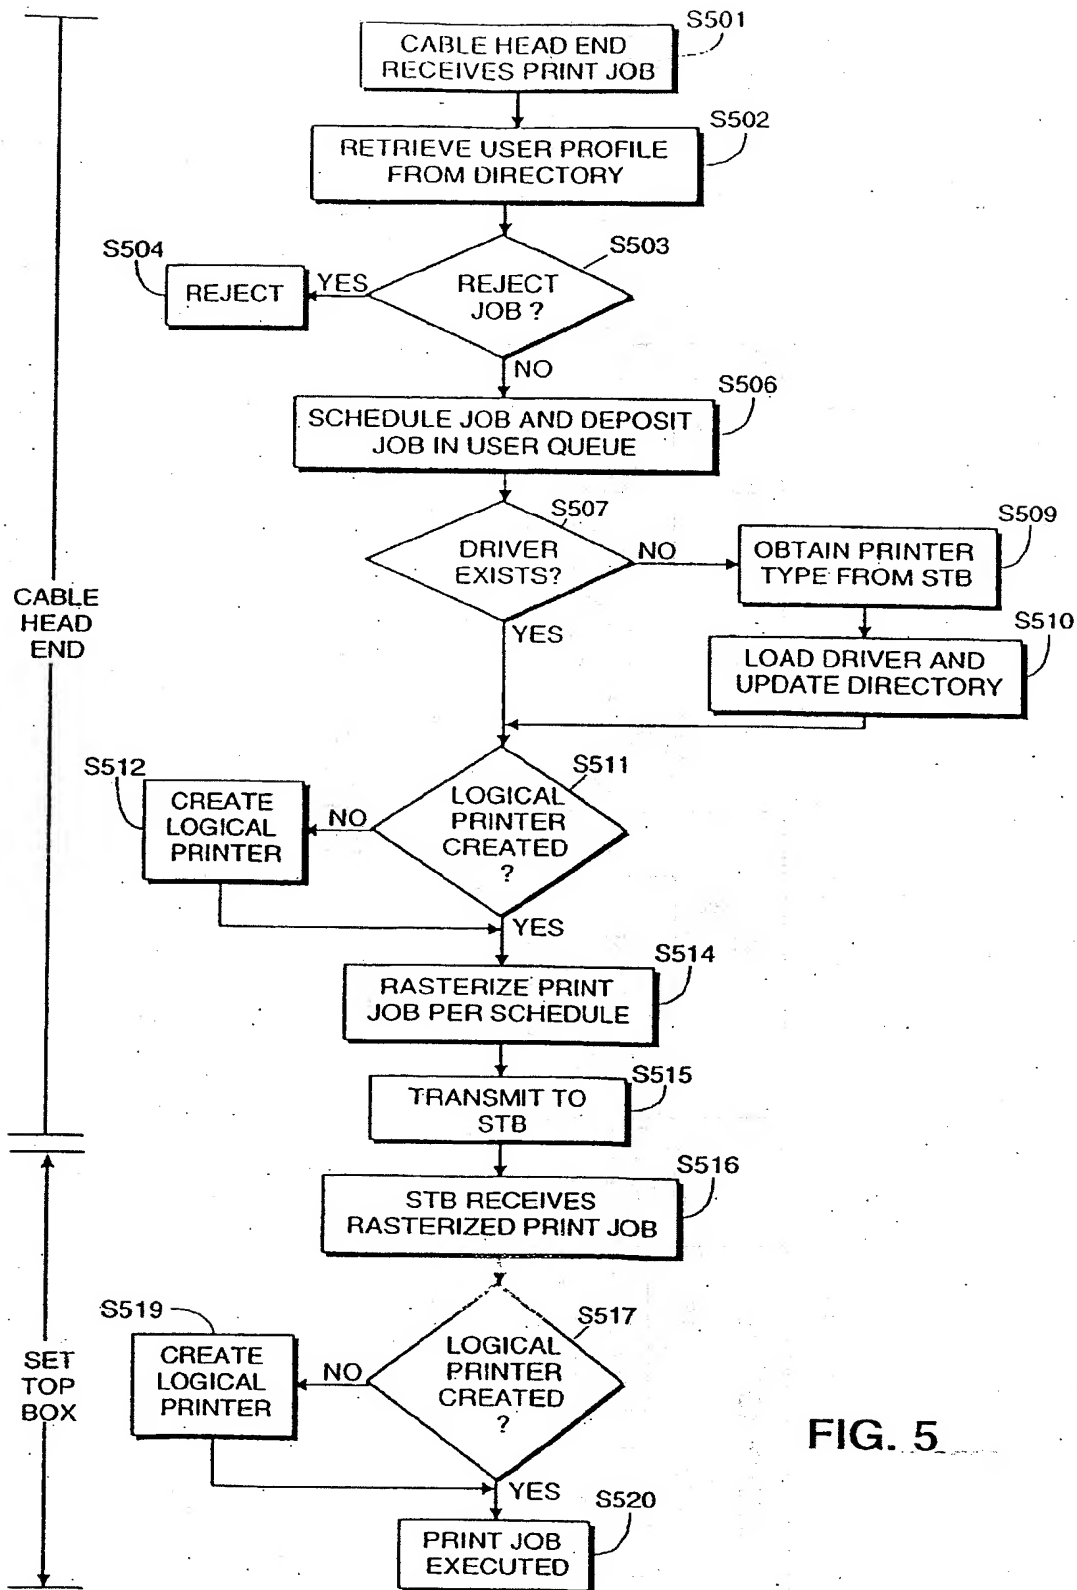 S501
CABLE HEAD END
RECEIVES PRINT JOB
S502
RETRIEVE USER PROFILE
FROM DIRECTORY
S504
S503
REJECT
YES
REJECT
JOB ?
NO
S506
SCHEDULE JOB AND DEPOSIT
JOB IN USER QUEUE
S507
S509
DRIVER
EXISTS?
NO
OBTAIN PRINTER
TYPE FROM STB
YES
S510
LOAD DRIVER AND
UPDATE DIRECTORY
CABLE
HEAD
END
S512
S511
CREATE
LOGICAL
PRINTER
NO
LOGICAL
PRINTER
CREATED
?
YES
S514
RASTERIZE PRINT
JOB PER SCHEDULE
S515
TRANSMIT TO
STB
S516
STB RECEIVES
RASTERIZED PRINT JOB
S519
S517
CREATE
LOGICAL
PRINTER
NO
LOGICAL
PRINTER
CREATED
?
SET
TOP
BOX
YES
S520
PRINT JOB
EXECUTED
FIG. 5